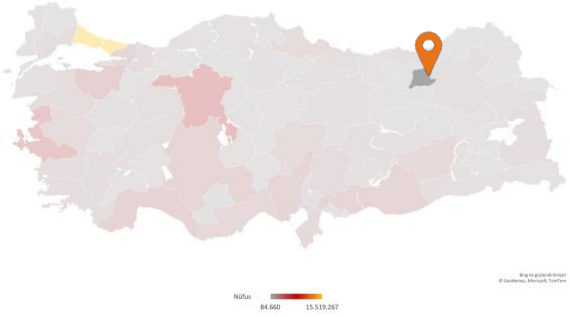 Bing ile güçlendirilmiştir
© GeoNames, Microsoft, TomTom
Nüfus
84.660 15.519.267